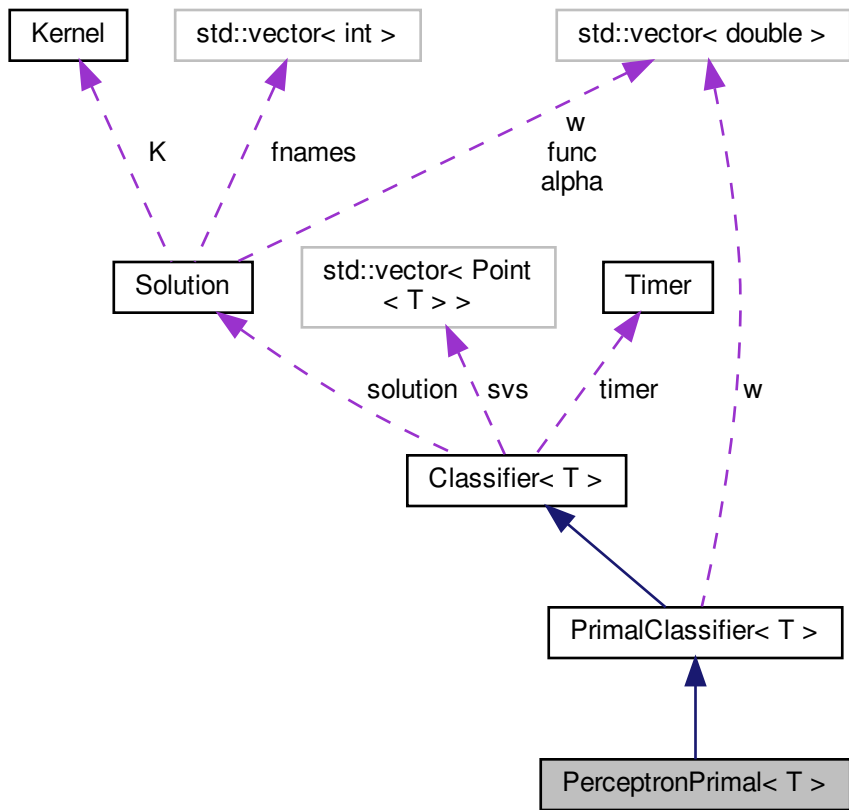 Kernel
std::vector< int >
std::vector< double >
K
fnames
w
func
alpha
Solution
std::vector< Point
< T > >
Timer
solution
svs
timer
w
Classifier< T >
PrimalClassifier< T >
PerceptronPrimal< T >